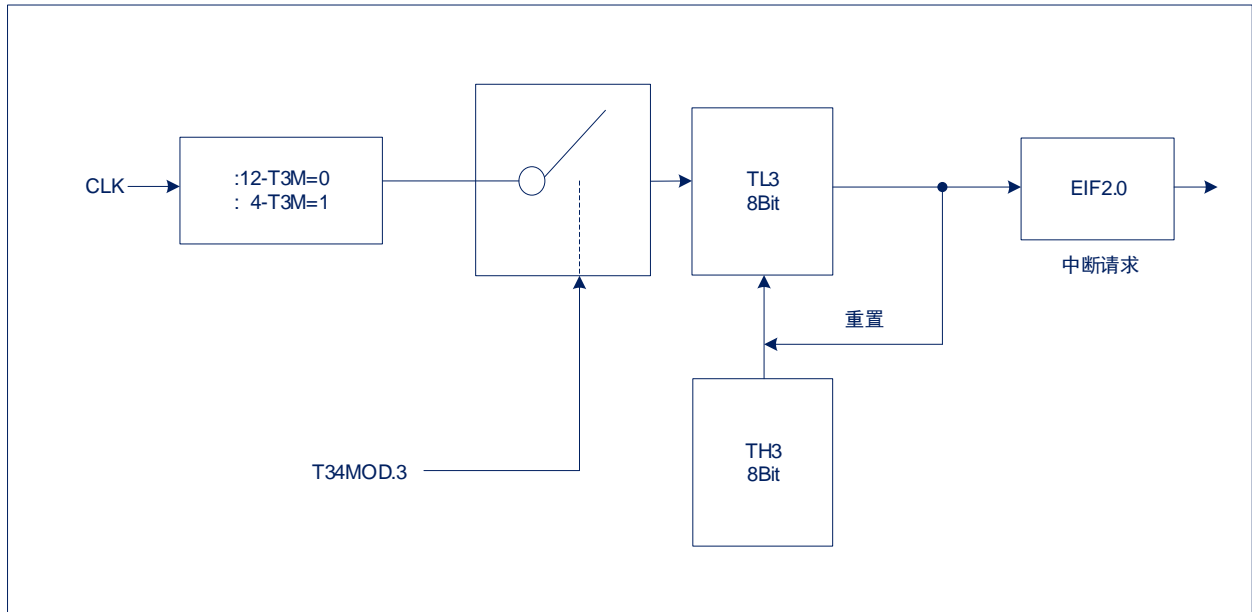 CLK
:12-T3M=0
: 4-T3M=1
TL3
8Bit
EIF2.0
中断请求
重置
TH3
8Bit
T34MOD.3